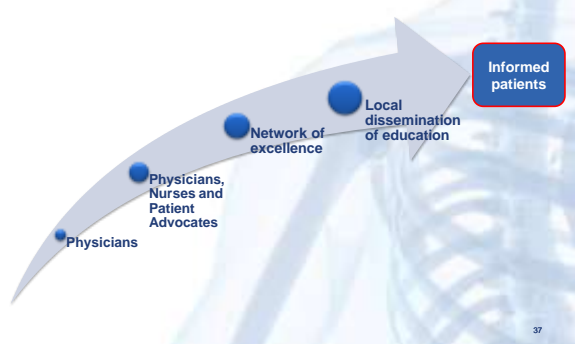 Informed
patients
Local
dissemination
of education
Network of
excellence
Physicians,
Nurses and
Patient
Advocates
Physicians
37